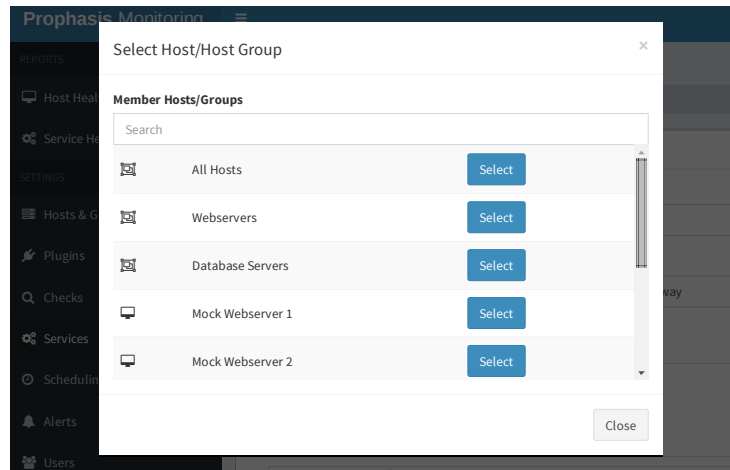 Prophasis Monitoring
Select Host/Host Group
×
REPORTS
Host Heal
Member Hosts/Groups
Search
Service He
All Hosts
Select
SETTINGS
Hosts & G
Webservers
Select
Plugins
Database Servers
Select
Checks
way
Mock Webserver 1
Select
Services
Mock Webserver 2
Select
Schedulin
Alerts
Close
Users